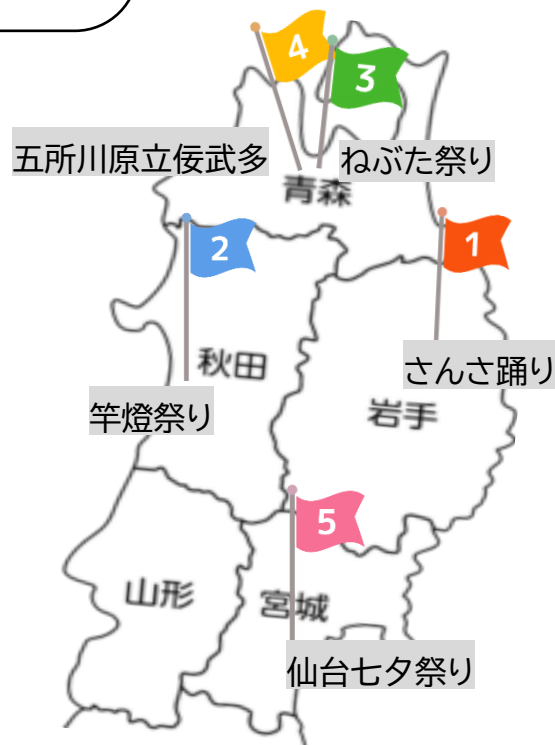 4
3
五所川原立佞武多
ねぶた祭り
青森
2
1
秋田
さんさ踊り
竿燈祭り
岩手
5
山形
宮城
仙台七夕祭り